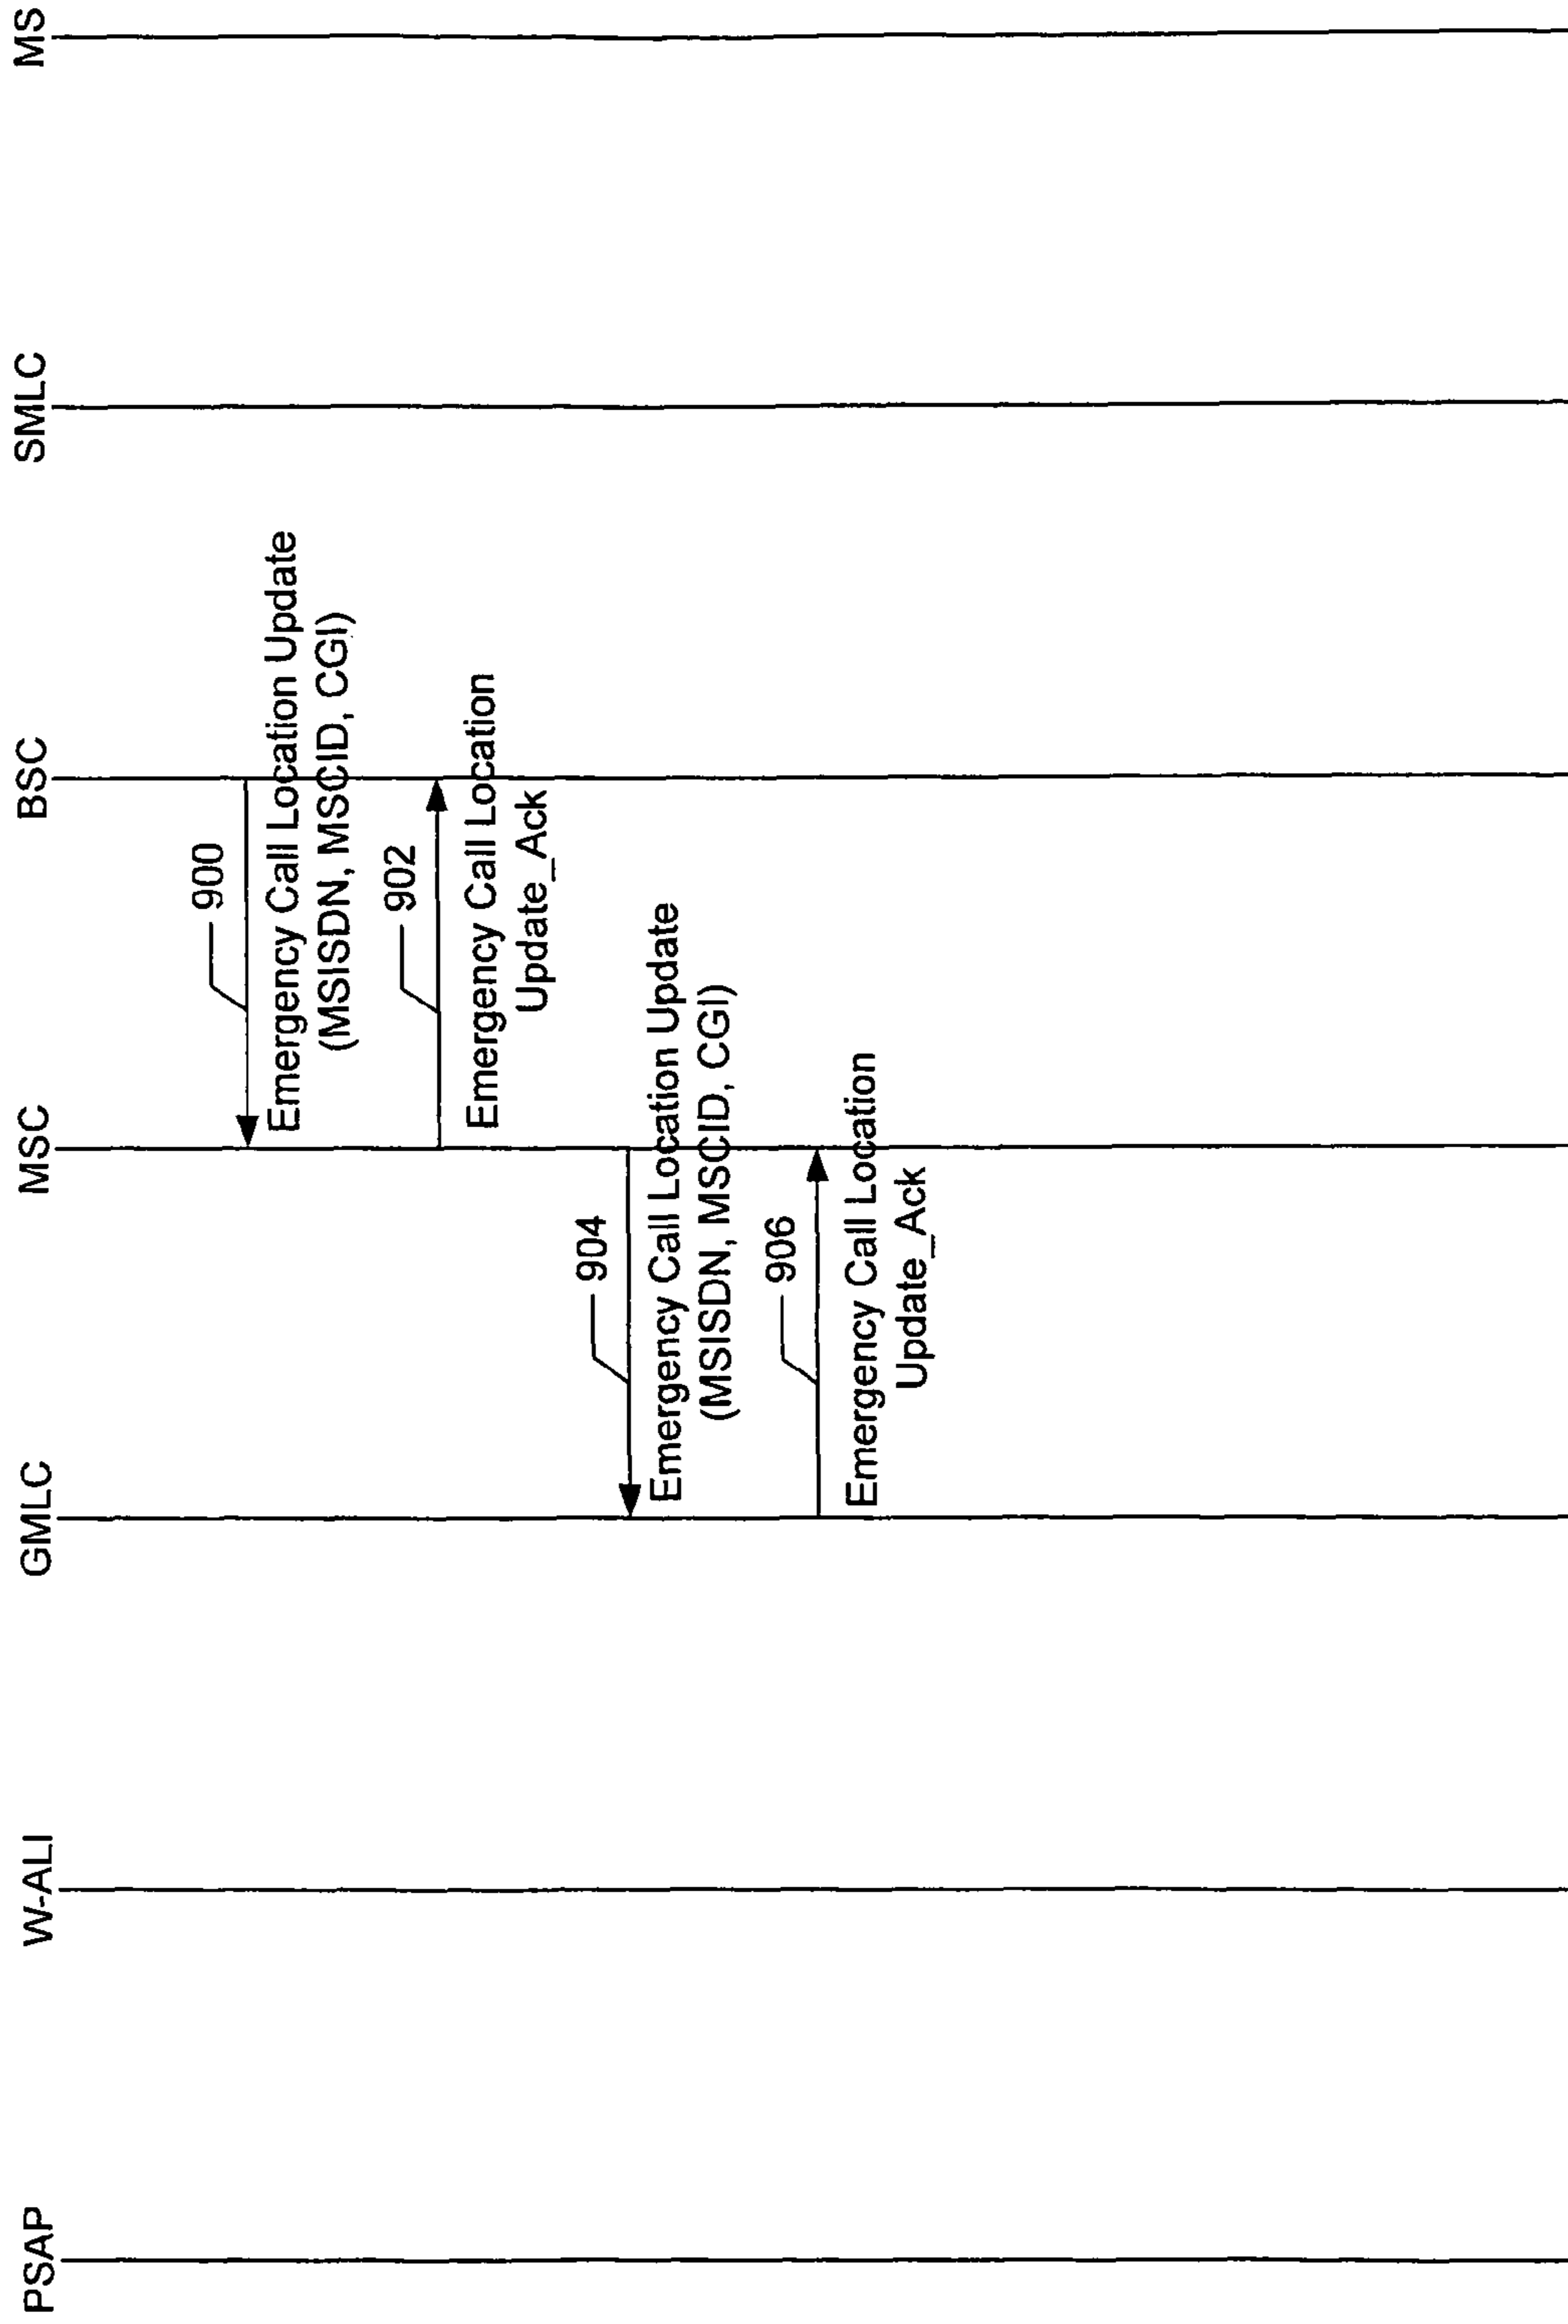 PSAP
W-ALI
GMLC
MSC
BSC
SMLC
MS
900
Emergency Call Location Update
(MSISDN, MSCID, CGI)
902
Emergency Call Location
Update_Ack
904
Emergency Call Location Update
(MSISDN, MSCID, CGI)
906
Emergency Call Location
Update_Ack